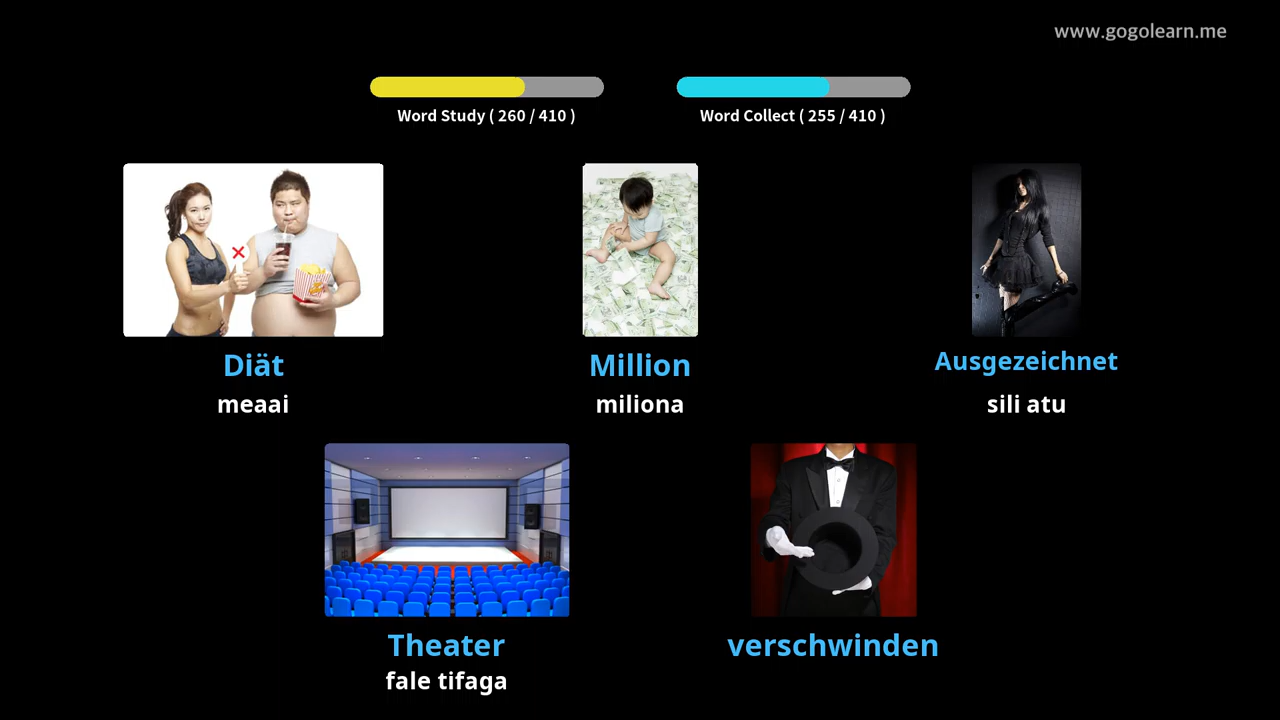 www.gogolearn.me
Word Study ( 260 / 410 )
Word Collect ( 255 / 410 )
Diät
Million
Ausgezeichnet
meaai
miliona
sili atu
Theater
verschwinden
fale tifaga